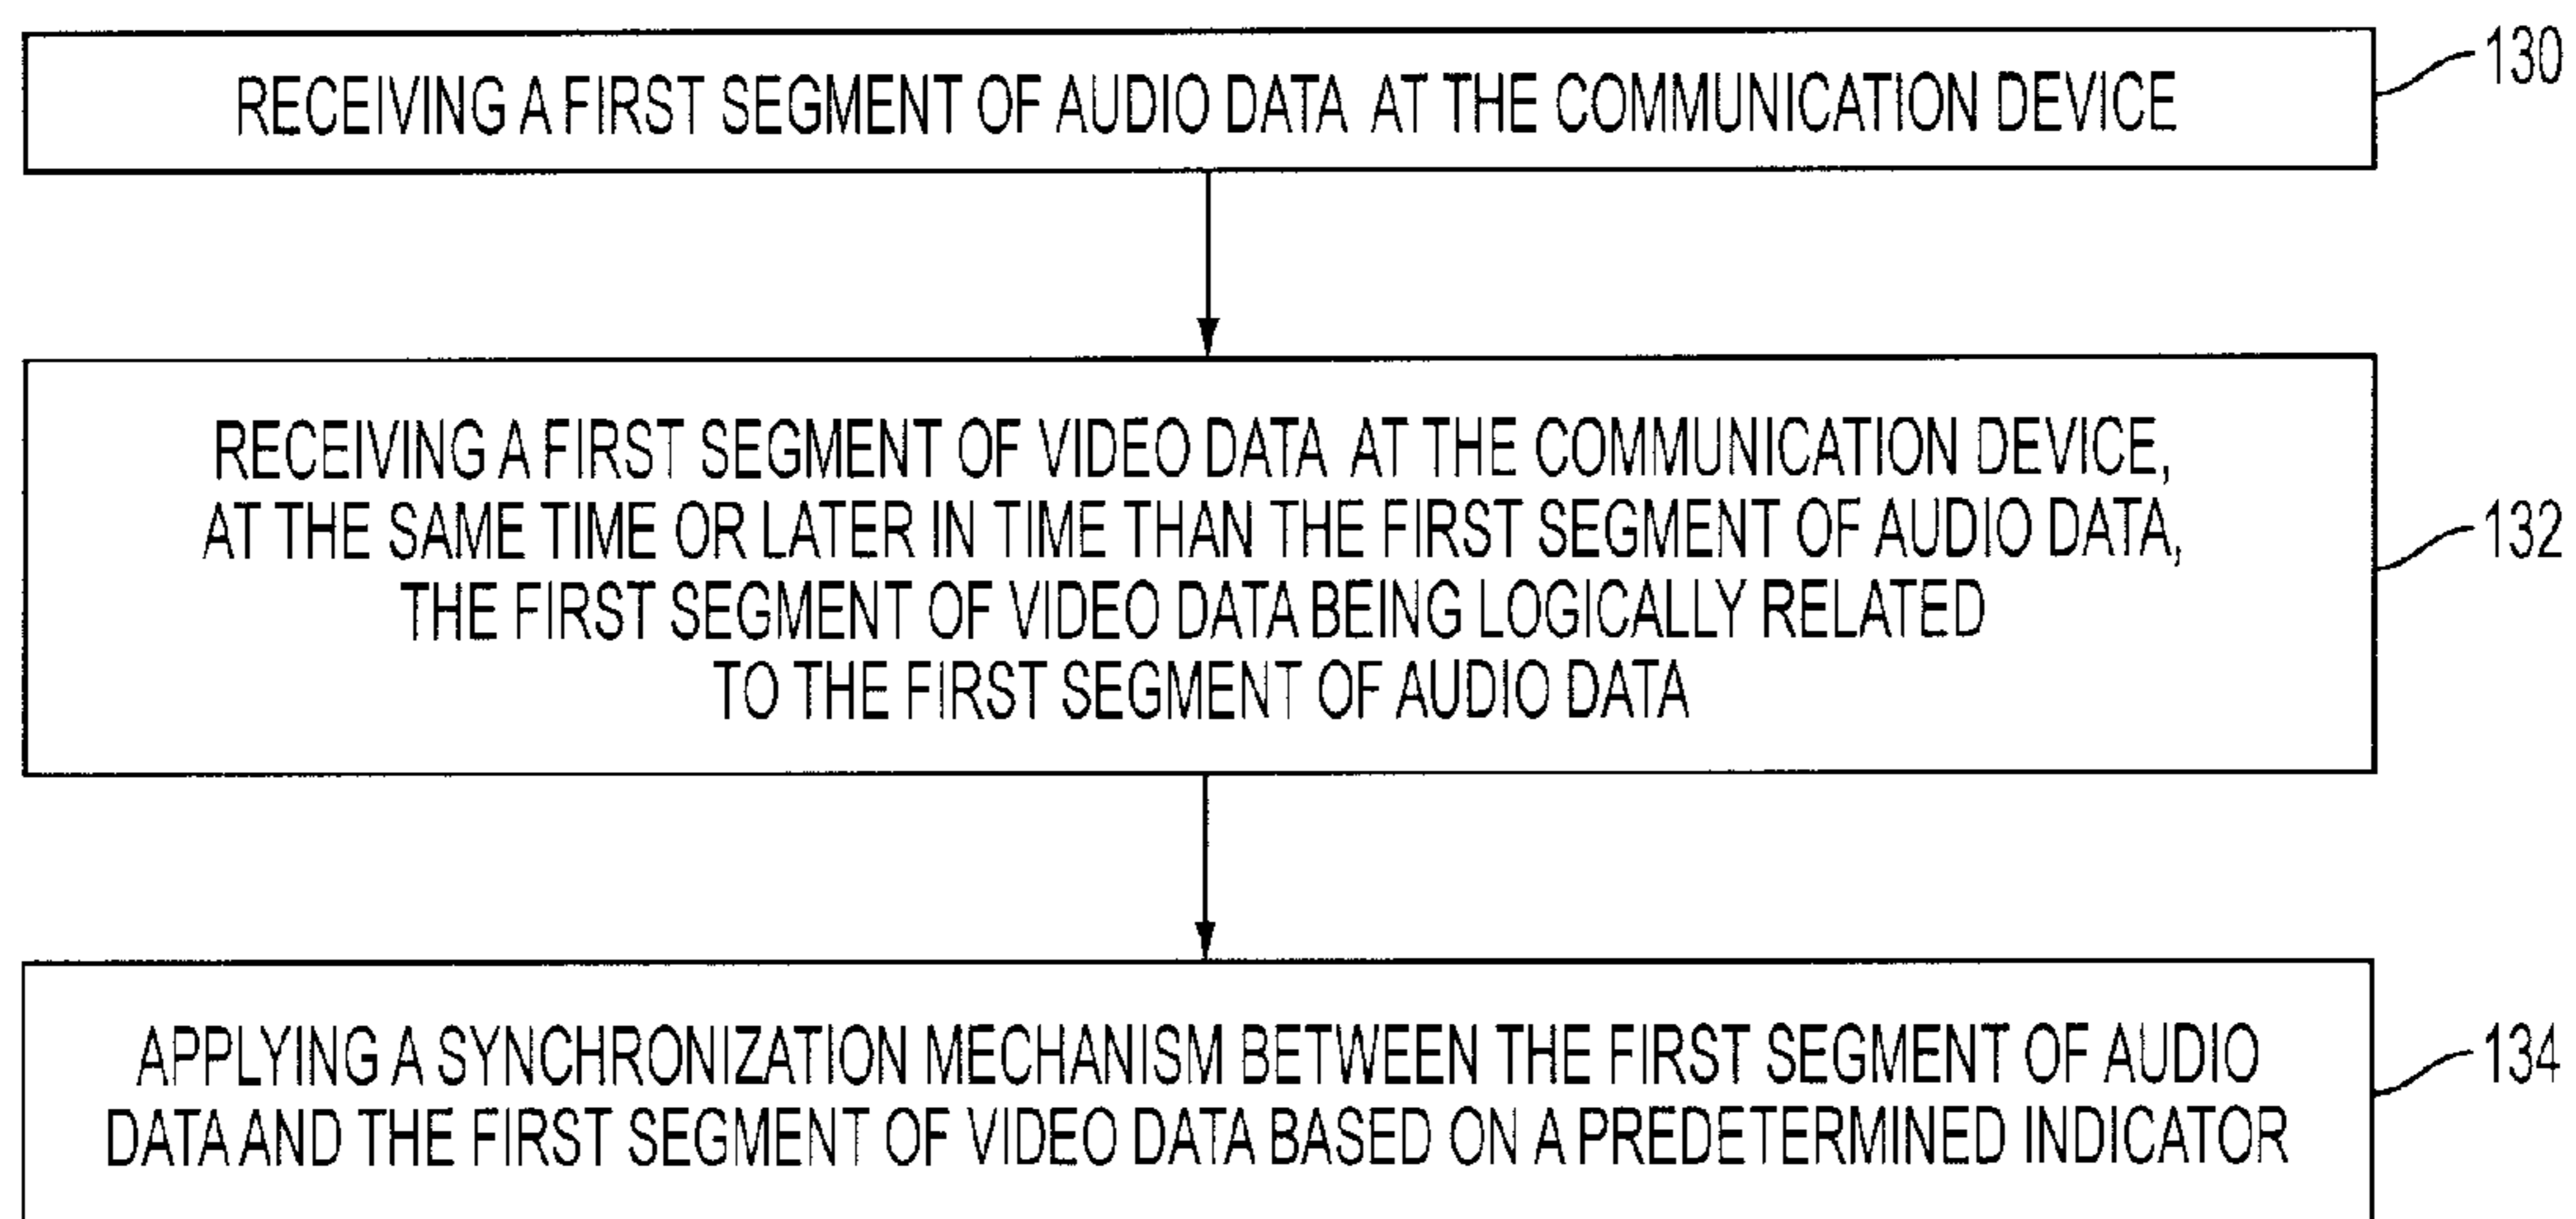 RECEIVING A FIRST SEGMENT OF AUDIO DATA AT THE COMMUNICATION DEVICE
130
RECEIVING A FIRST SEGMENT OF VIDEO DATA AT THE COMMUNICATION DEVICE,
AT THE SAME TIME OR LATER IN TIME THAN THE FIRST SEGMENT OF AUDIO DATA,
THE FIRST SEGMENT OF VIDEO DATA BEING LOGICALLY RELATED
TO THE FIRST SEGMENT OF AUDIO DATA
132
APPLYING A SYNCHRONIZATION MECHANISM BETWEEN THE FIRST SEGMENT OF AUDIO
DATA AND THE FIRST SEGMENT OF VIDEO DATA BASED ON A PREDETERMINED INDICATOR
134